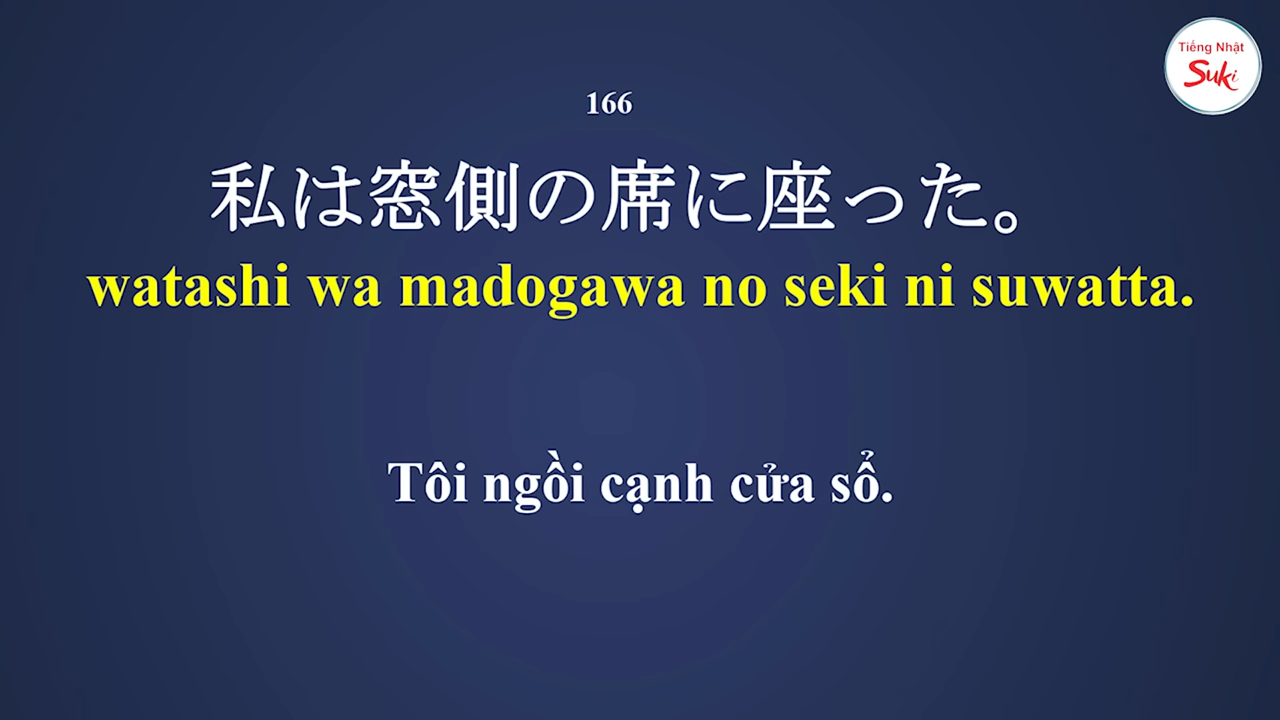 Tiếng Nhật
Suki
166
私は窓側の席に座った。
watashi wa madogawa no seki ni suwatta.
Tôi ngồi cạnh cửa sổ.